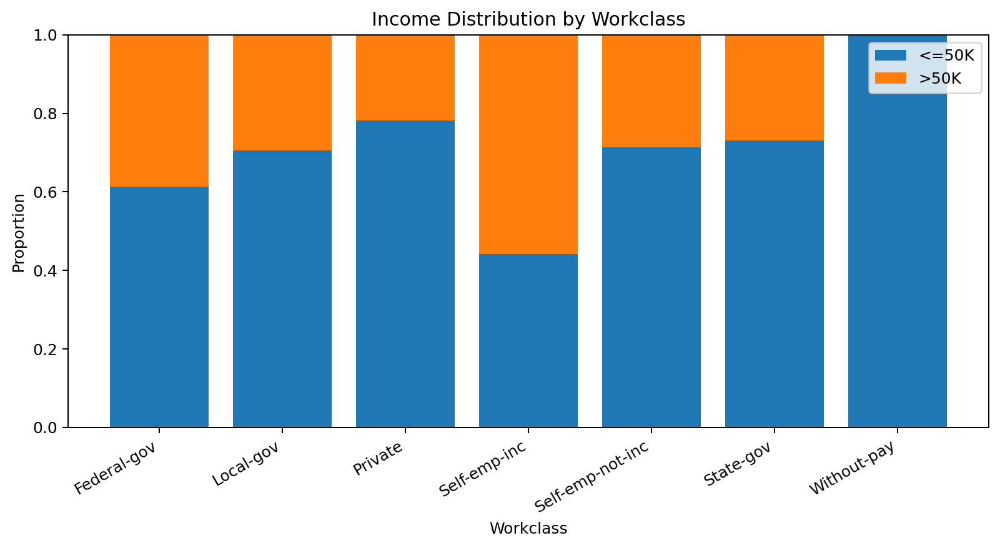 Income Distribution by Workclass
1.0
0.8
0.6
0.4
0.2
0.0
Proportion
<=50K
>50K
Federal-gov
Local-gov
Private
Self-emp-inc
Self-emp-not-inc
State-gov
Without-pay
Workclass